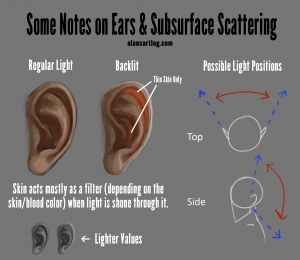 Some Notes on Ears & Subsurface Scattering
alansartlog.com
Regular Light
Backlit
Possible Light Positions
Thin Skin Only
Top
Skin acts mostly as a filter (depending on the
skin/blood color) when light is shone through it.
Side
← Lighter Values